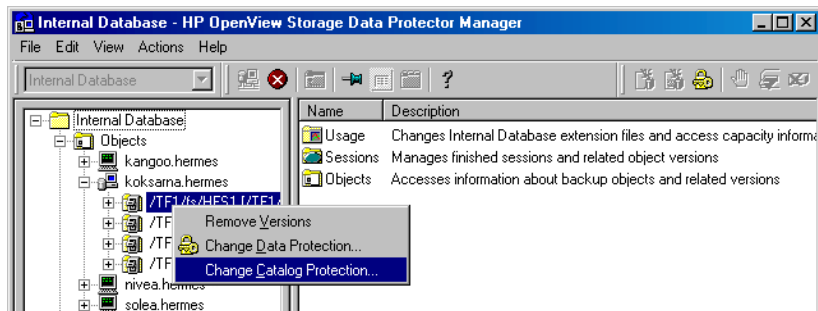 Internal Database - HP OpenView Storage Data Protector Manager
File Edit View Actions Help
Internal Database
Name Description
Internal Database
Usage Changes Internal Database extension files and access capacity informa
Objects
Sessions Manages finished sessions and related object versions
kangoo.hermes
Objects Accesses information about backup objects and related versions
koksarna.hermes
/TF1/fs/HFS1 [/TF1/
/TF
Remove Versions
/TF
Change Data Protection...
/TF
Change Catalog Protection...
nivea.hermes
solea.hermes